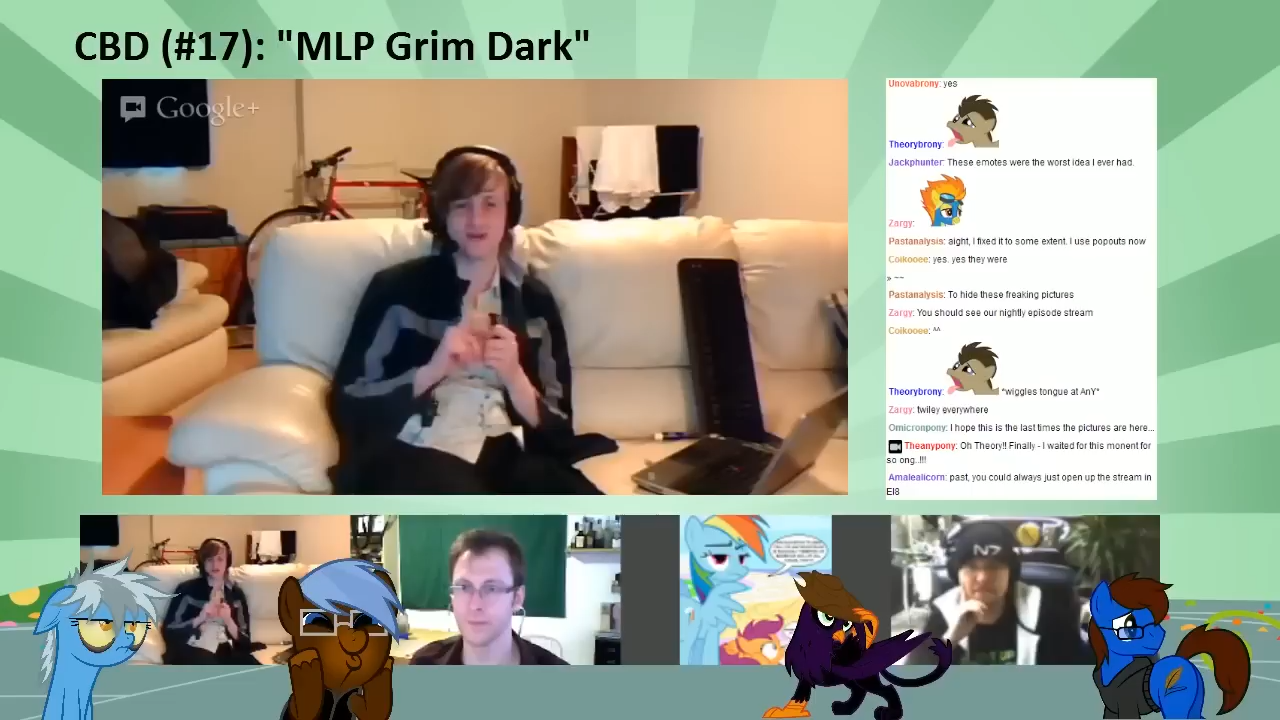 CBD (#17): "MLP Grim Dark"
Google+
Unovabrony: yes
Theorybrony:
Jackphunter: These emotes were the worst idea I ever had.
Zargy:
Pastanalysis: aight, I fixed it to some extent. I use popouts now
Coikooee: yes. yes they were
» ~~
Pastanalysis: To hide these freaking pictures
Zargy: You should see our nightly episode stream
Coikooee: ^^
Theorybrony: *wiggles tongue at AnY*
Zargy: twiley everywhere
Omicronpony: I hope this is the last times the pictures are here...
Theanypony: Oh Theory!! Finally - I waited for this monent for
so ong..!!!
Amalealicorn: past, you could always just open up the stream in
EI8
N7